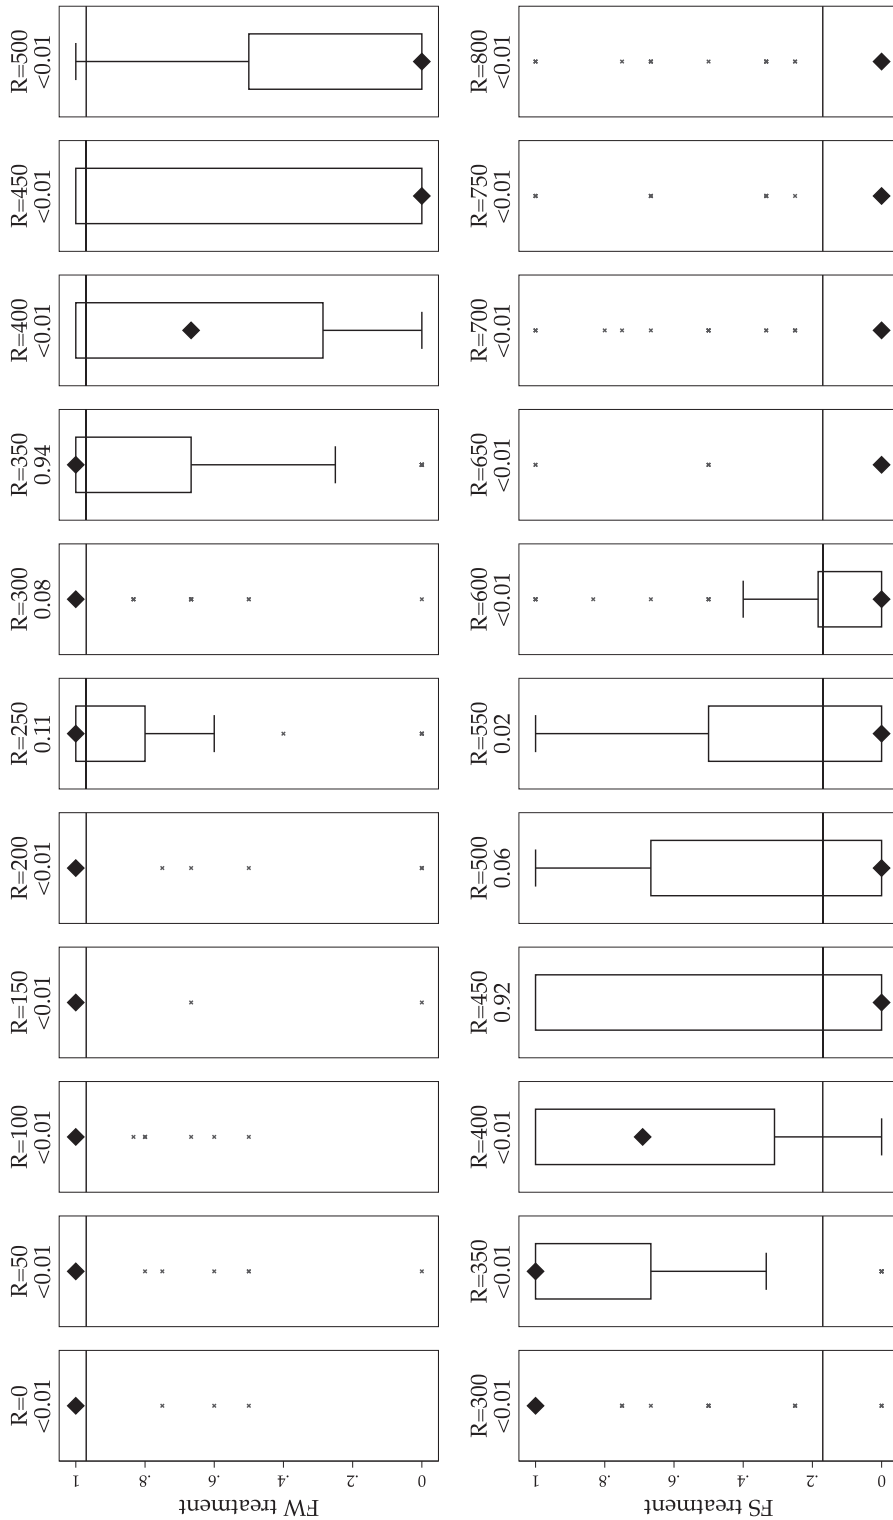 R=0
<0.01
R=50
<0.01
R=100
<0.01
R=150
<0.01
R=200
<0.01
R=250
0.11
R=300
0.08
R=350
0.94
R=400
<0.01
R=450
<0.01
R=500
<0.01
1
.8
.6
.4
.2
0
FW treatment
R=300
<0.01
R=350
<0.01
R=400
<0.01
R=450
0.92
R=500
0.06
R=550
0.02
R=600
<0.01
R=650
<0.01
R=700
<0.01
R=750
<0.01
R=800
<0.01
1
.8
.6
.4
.2
0
FS treatment